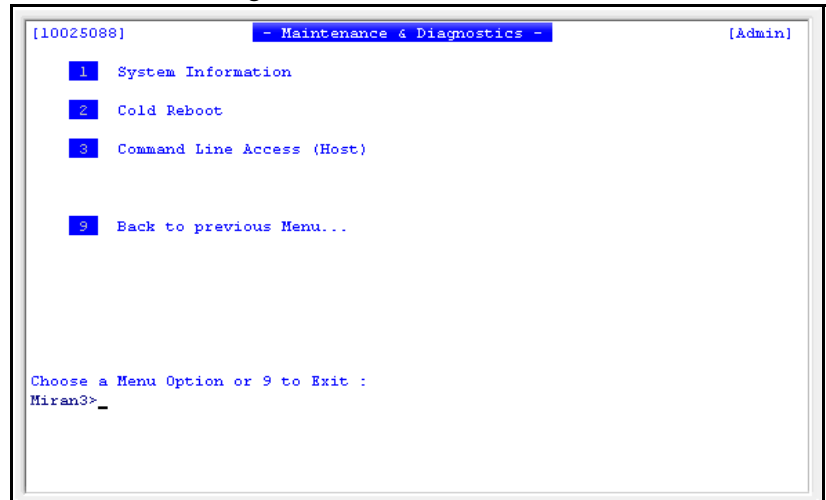 [10025088] - Maintenance & Diagnostics - [Admin]
1 System Information
2 Cold Reboot
3 Command Line Access (Host)
9 Back to previous Menu...
Choose a Menu Option or 9 to Exit :
Miran3>_